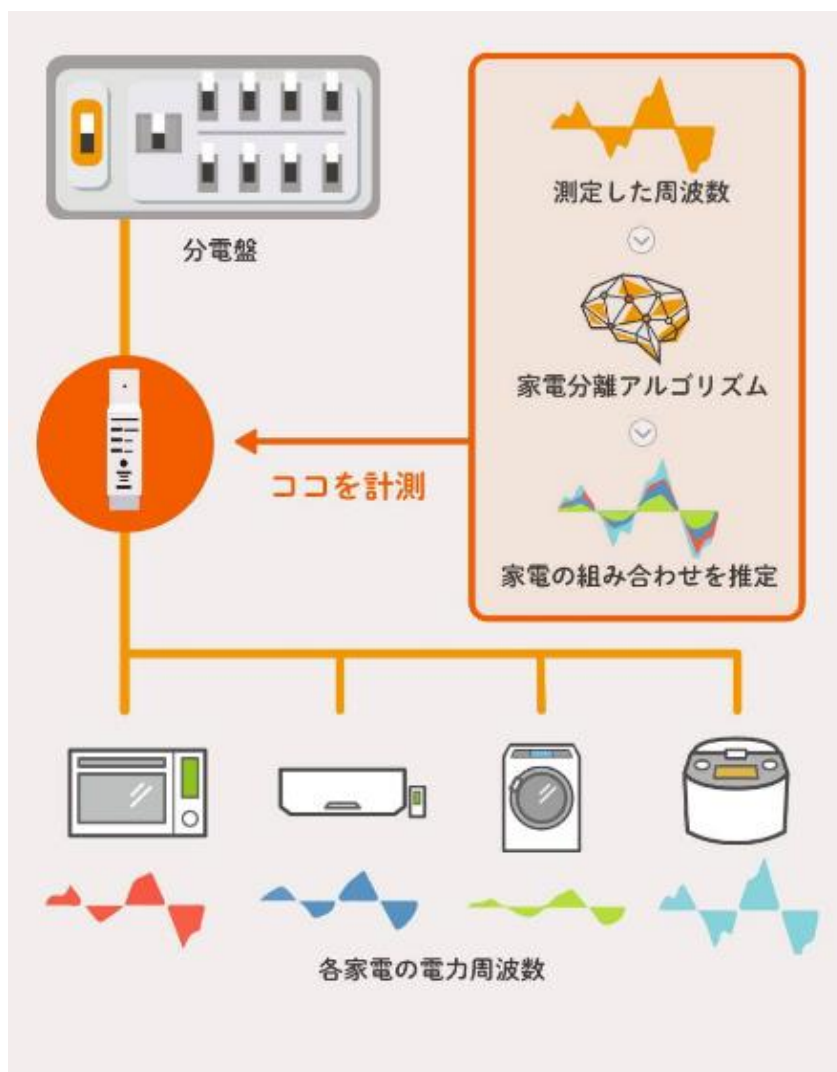 分電盤
測定した周波数
家電分離アルゴリズム
家電の組み合わせを推定
ココを計測
各家電の電力周波数